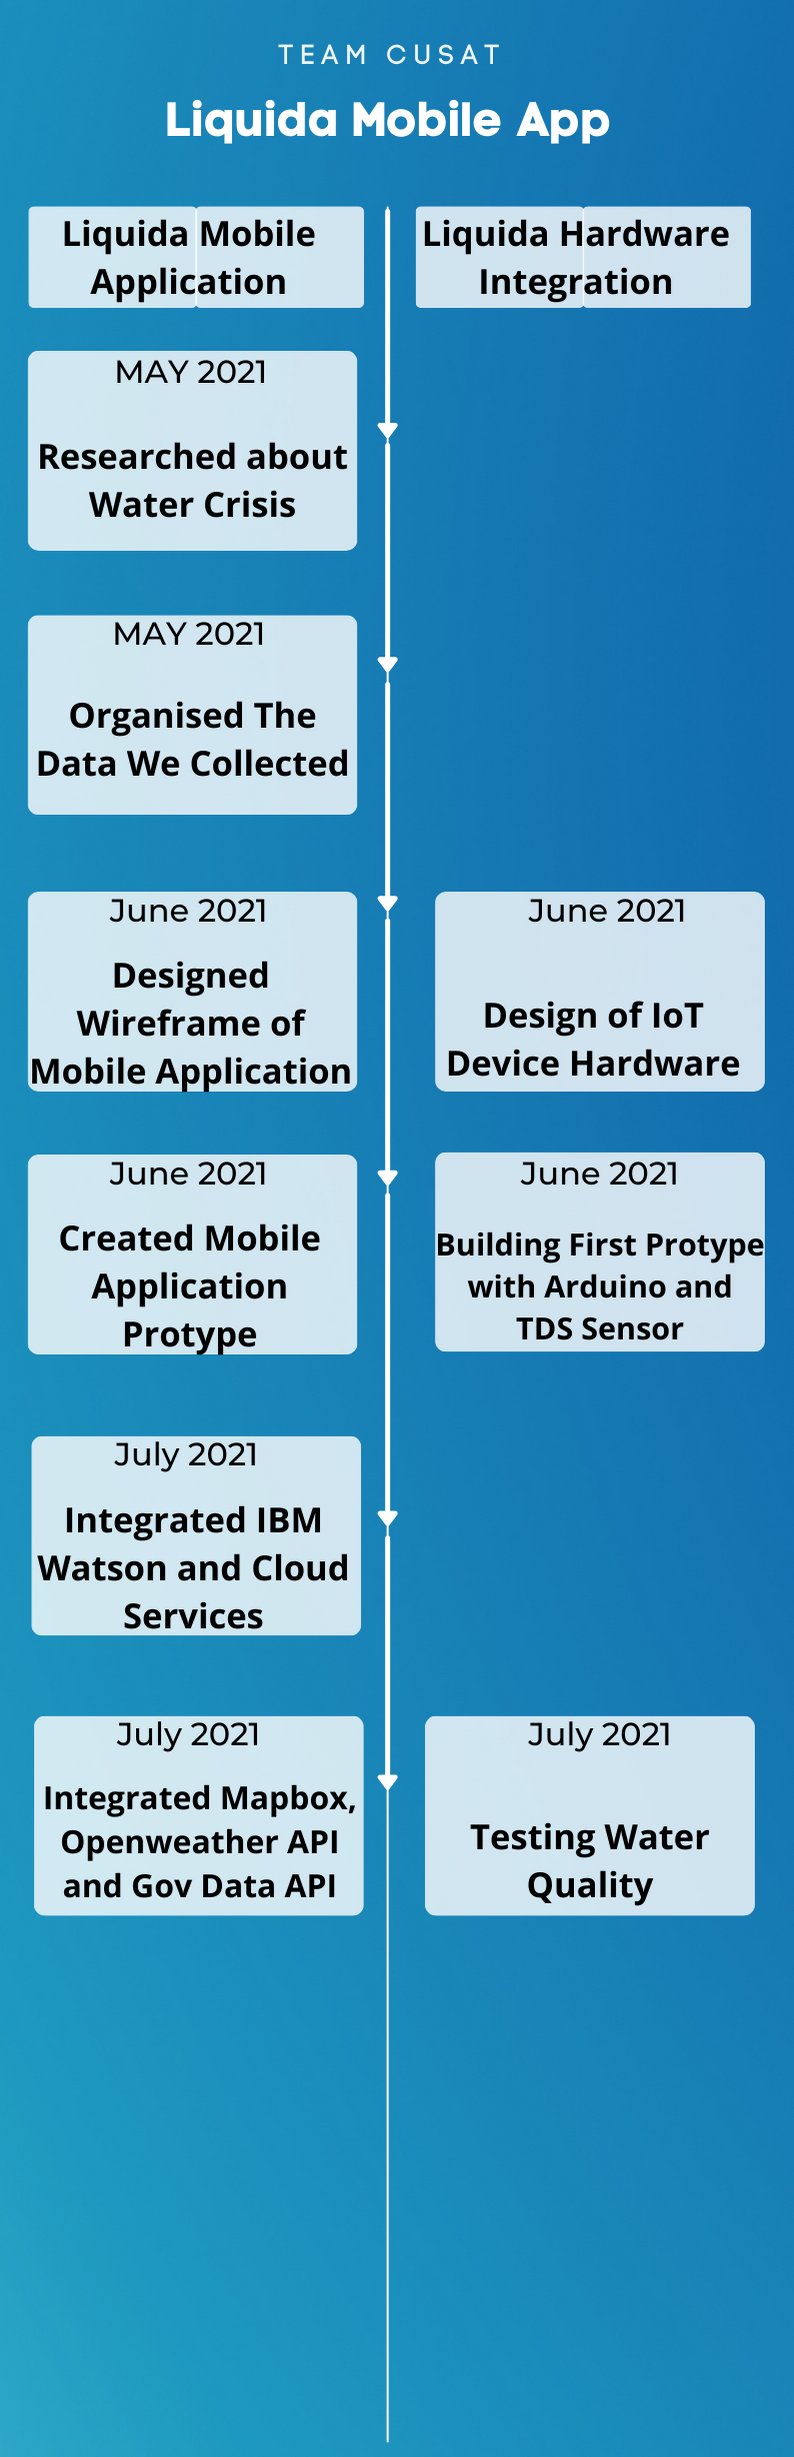 TEAM CUSAT
Liquida Mobile App
Liquida Mobile
Application
Liquida Hardware
Integration
MAY 2021
Researched about
Water Crisis
MAY 2021
Organised The
Data We Collected
June 2021
Designed
Wireframe of
Mobile Application
June 2021
Design of IoT
Device Hardware
June 2021
Created Mobile
Application
Protype
June 2021
Building First Protype
with Arduino and
TDS Sensor
July 2021
Integrated IBM
Watson and Cloud
Services
July 2021
Integrated Mapbox,
Openweather API
and Gov Data API
July 2021
Testing Water
Quality